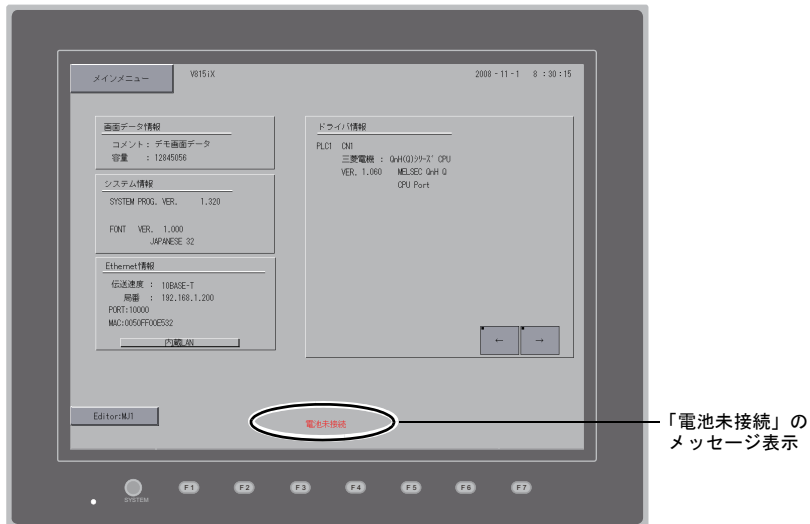 メインメニュー
V815iX
2008 - 11 - 1 8 : 30 : 15
画面データ情報
コメント : デモ画面データ
容量 : 12845056
システム情報
SYSTEM PROG. VER. 1.320
FONT VER. 1.000
JAPANESE 32
Ethernet情報
伝送速度 : 10BASE-T
局番 : 192.168.1.200
PORT:10000
MAC:0050FF00E532
内蔵LAN
ドライバ情報
PLC1 CN1
三菱電機 : QnH(Q)シリーズ CPU
VER. 1.060 MELSEC QnH Q
CPU Port
← →
Editor:MJ1
電池未接続
「電池未接続」の
メッセージ表示
SYSTEM
F1 F2 F3 F4 F5 F6 F7